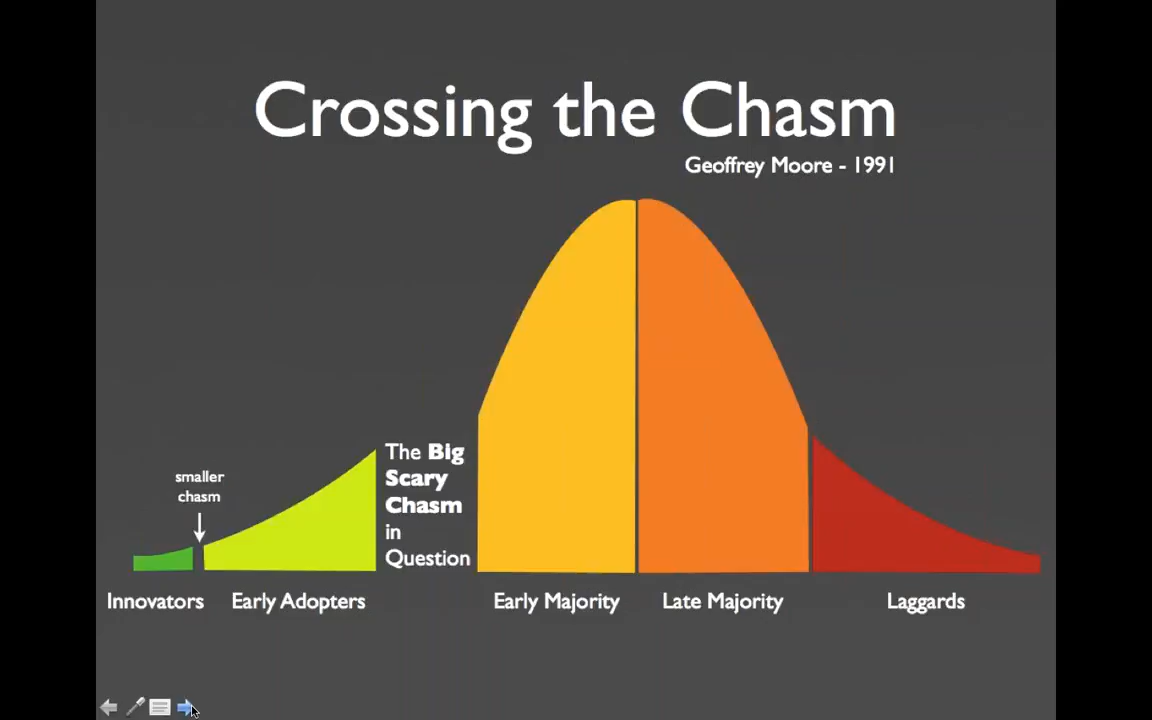 Crossing the Chasm
Geoffrey Moore - 1991
smaller
chasm
The Big
Scary
Chasm
in
Question
Innovators
Early Adopters
Early Majority
Late Majority
Laggards